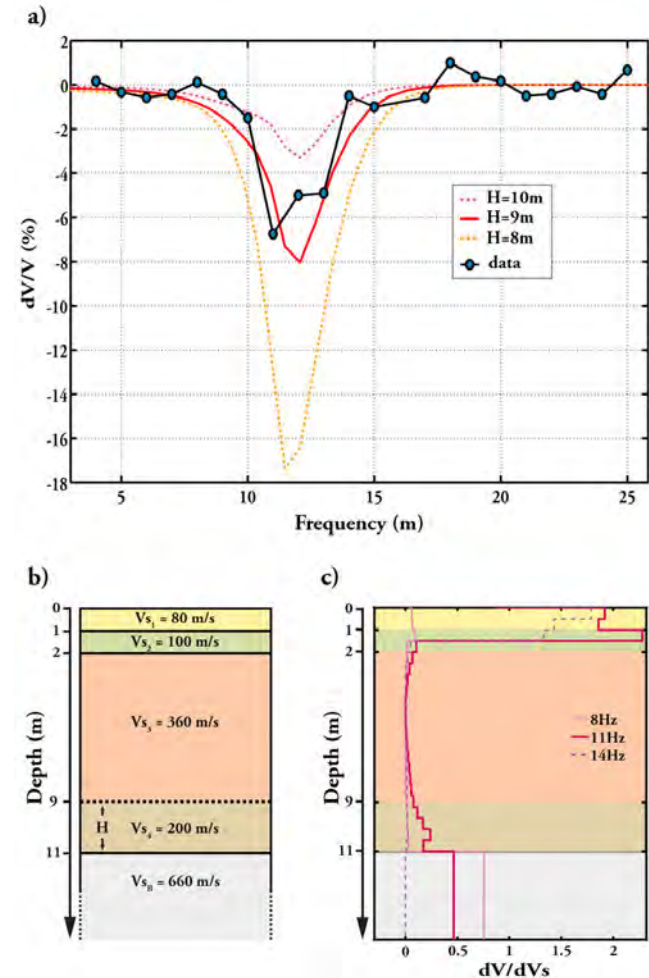 a)
2
0
-2
-4
-6
-8
-10
-12
-14
-16
-18
dV/V (%)
H=10m
H=9m
H=8m
data
5 10 15 20 25
Frequency (m)
b)
0
1
2
9
11
Depth (m)
Vs₁ = 80 m/s
Vs₂ = 100 m/s
Vs₃ = 360 m/s
H
Vs₄ = 200 m/s
Vs_B = 660 m/s
c)
0
1
2
9
11
Depth (m)
8Hz
11Hz
14Hz
0 0.5 1 1.5 2
dV/dVs